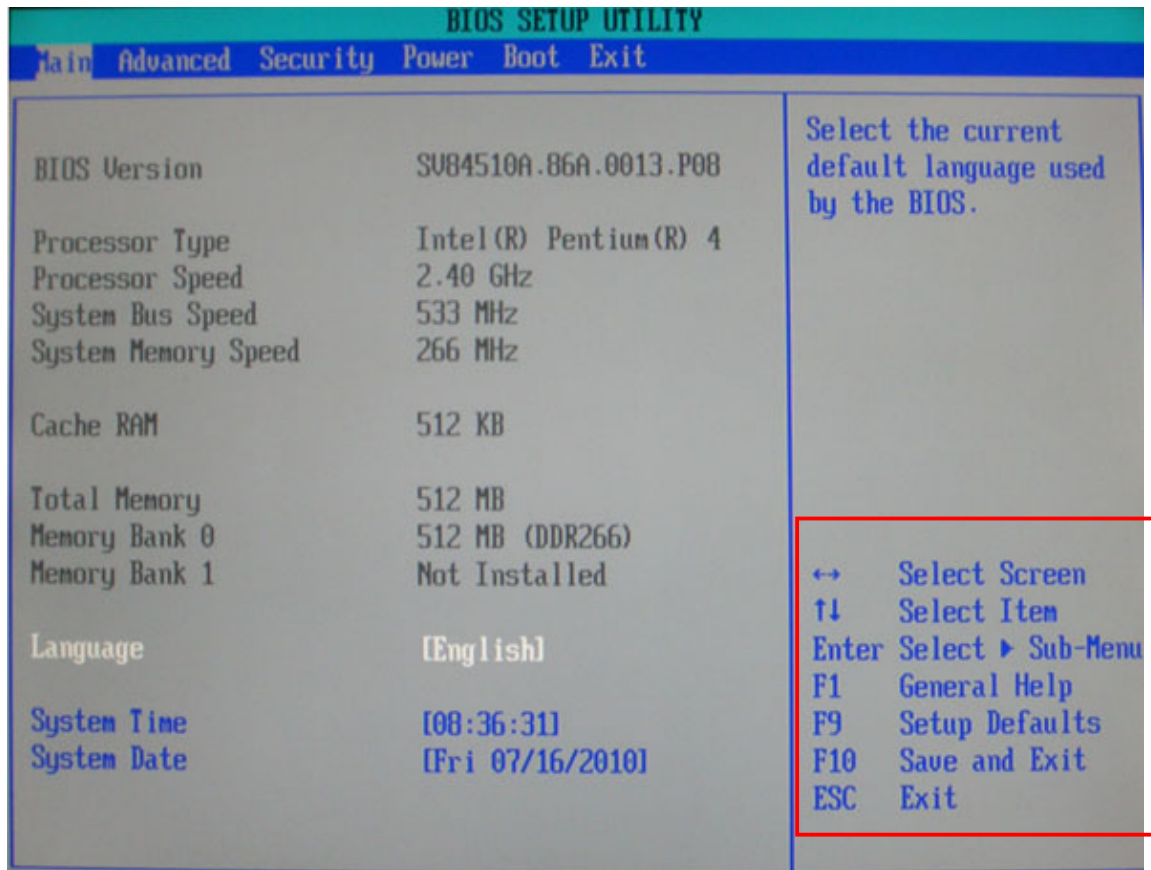 BIOS SETUP UTILITY
Main Advanced Security Power Boot Exit
BIOS Version SV84510A.86A.0013.P08
Processor Type Intel(R) Pentium(R) 4
Processor Speed 2.40 GHz
System Bus Speed 533 MHz
System Memory Speed 266 MHz
Cache RAM 512 KB
Total Memory 512 MB
Memory Bank 0 512 MB (DDR266)
Memory Bank 1 Not Installed
Language [English]
System Time [08:36:31]
System Date [Fri 07/16/2010]
Select the current
default language used
by the BIOS.
↔ Select Screen
↑↓ Select Item
Enter Select ▶ Sub-Menu
F1 General Help
F9 Setup Defaults
F10 Save and Exit
ESC Exit